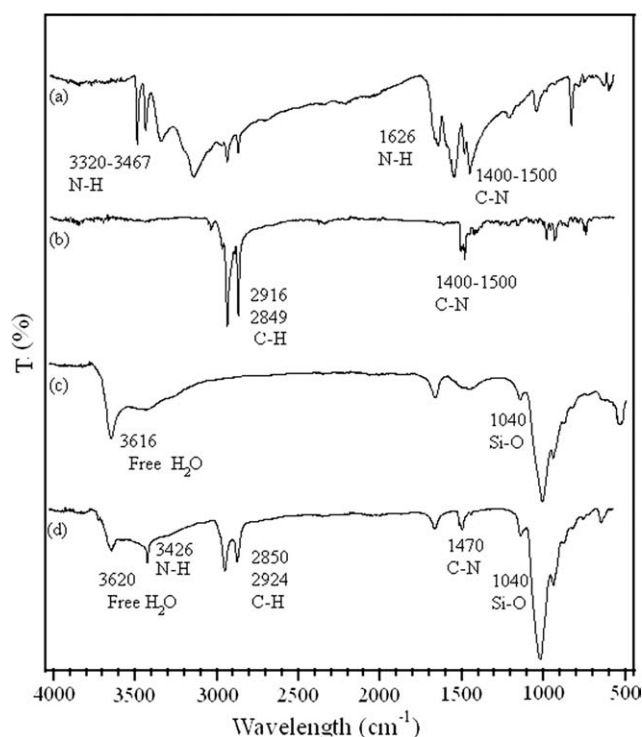 (a)
3320-3467
N-H
1626
N-H
1400-1500
C-N
(b)
2916
2849
C-H
1400-1500
C-N
T. (%)
(c)
3616
Free H₂O
1040
Si-O
(d)
3620
Free H₂O
3426
N-H
2850
2924
C-H
1470
C-N
1040
Si-O
4000 3500 3000 2500 2000 1500 1000 500
Wavelength (cm⁻¹)